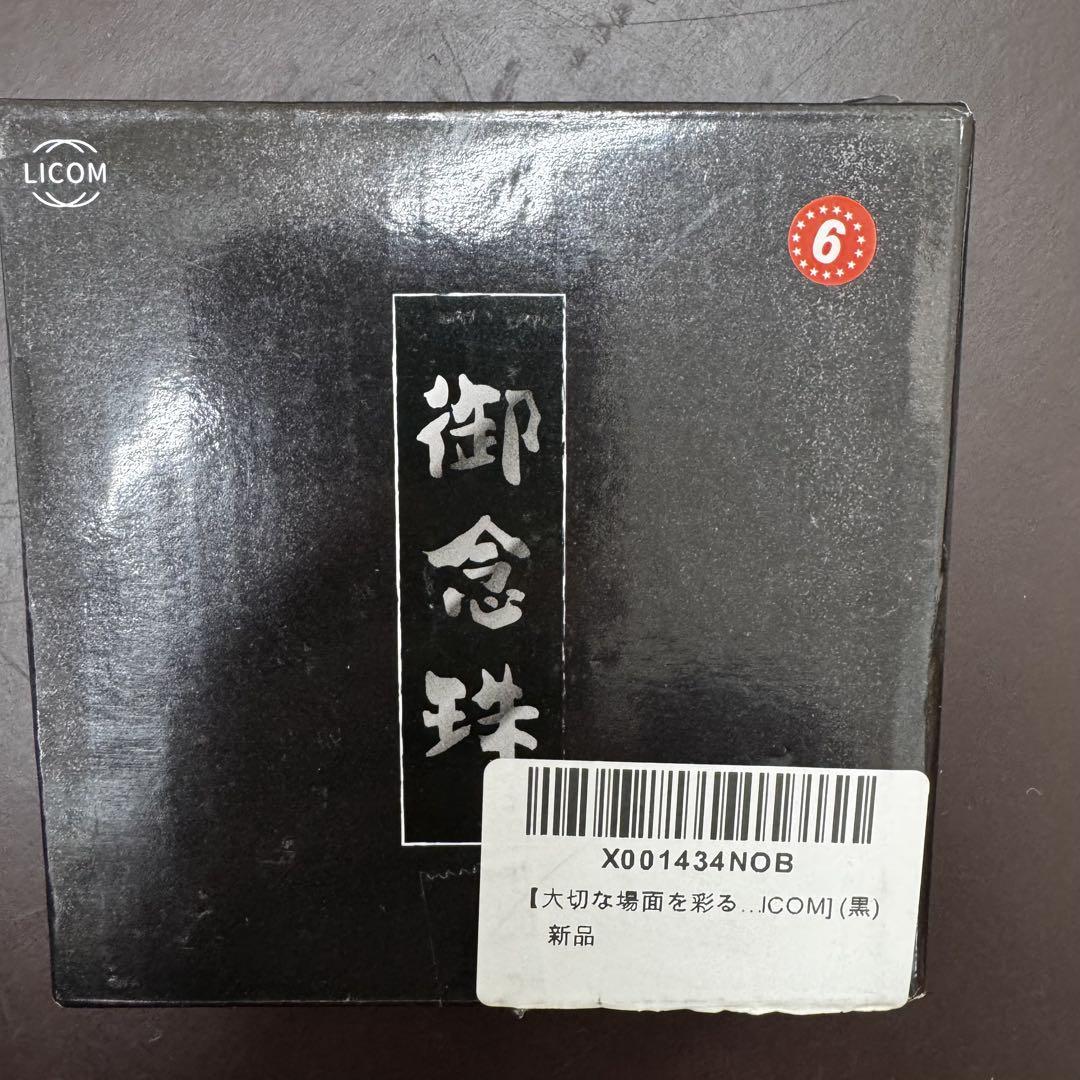 LICOM
6
御念珠
X001434NOB
【大切な場面を彩る...ICOM] (黒)
新品